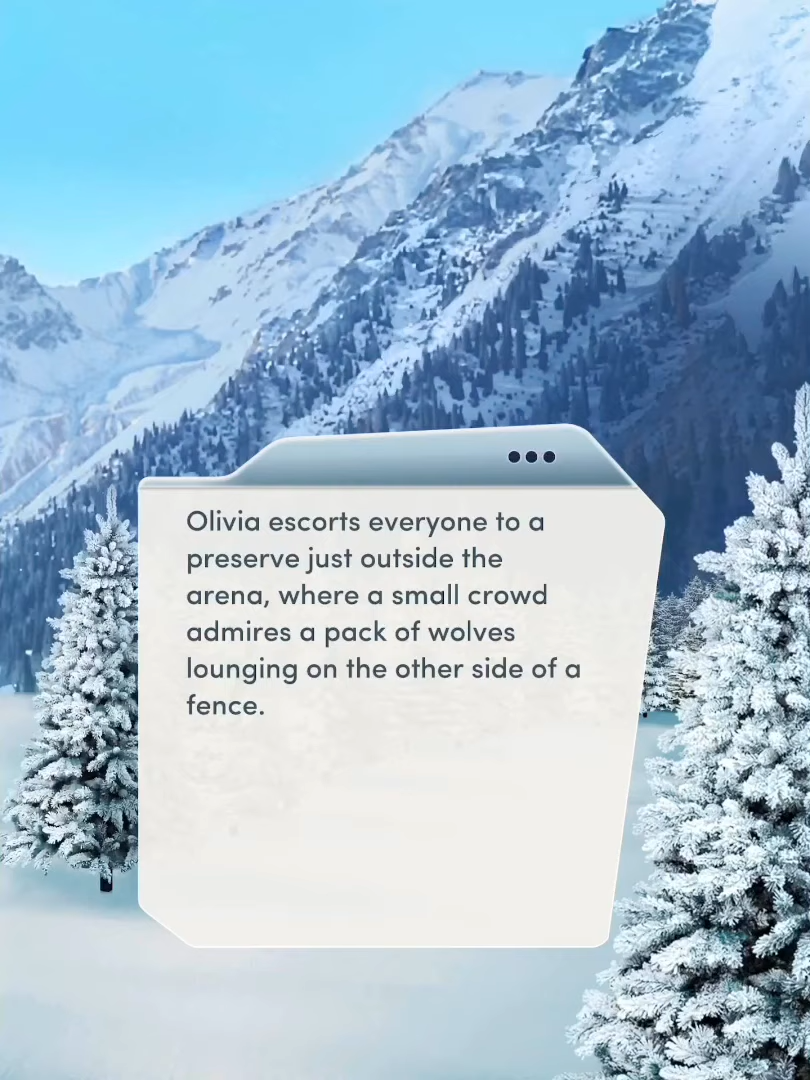 Olivia escorts everyone to a
preserve just outside the
arena, where a small crowd
admires a pack of wolves
lounging on the other side of a
fence.